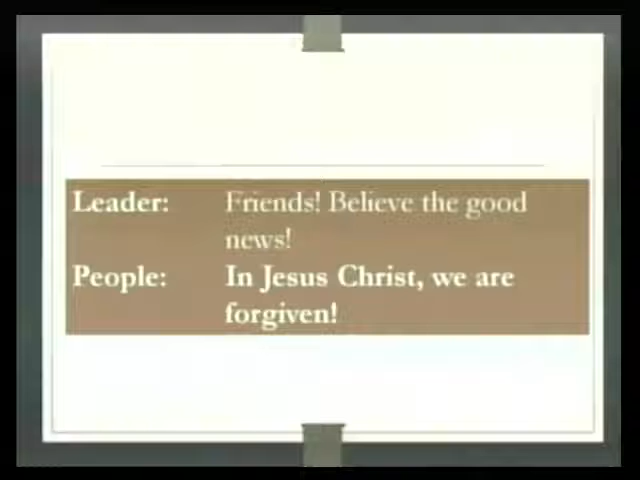 Leader: Friends! Believe the good
news!
People: In Jesus Christ, we are
forgiven!